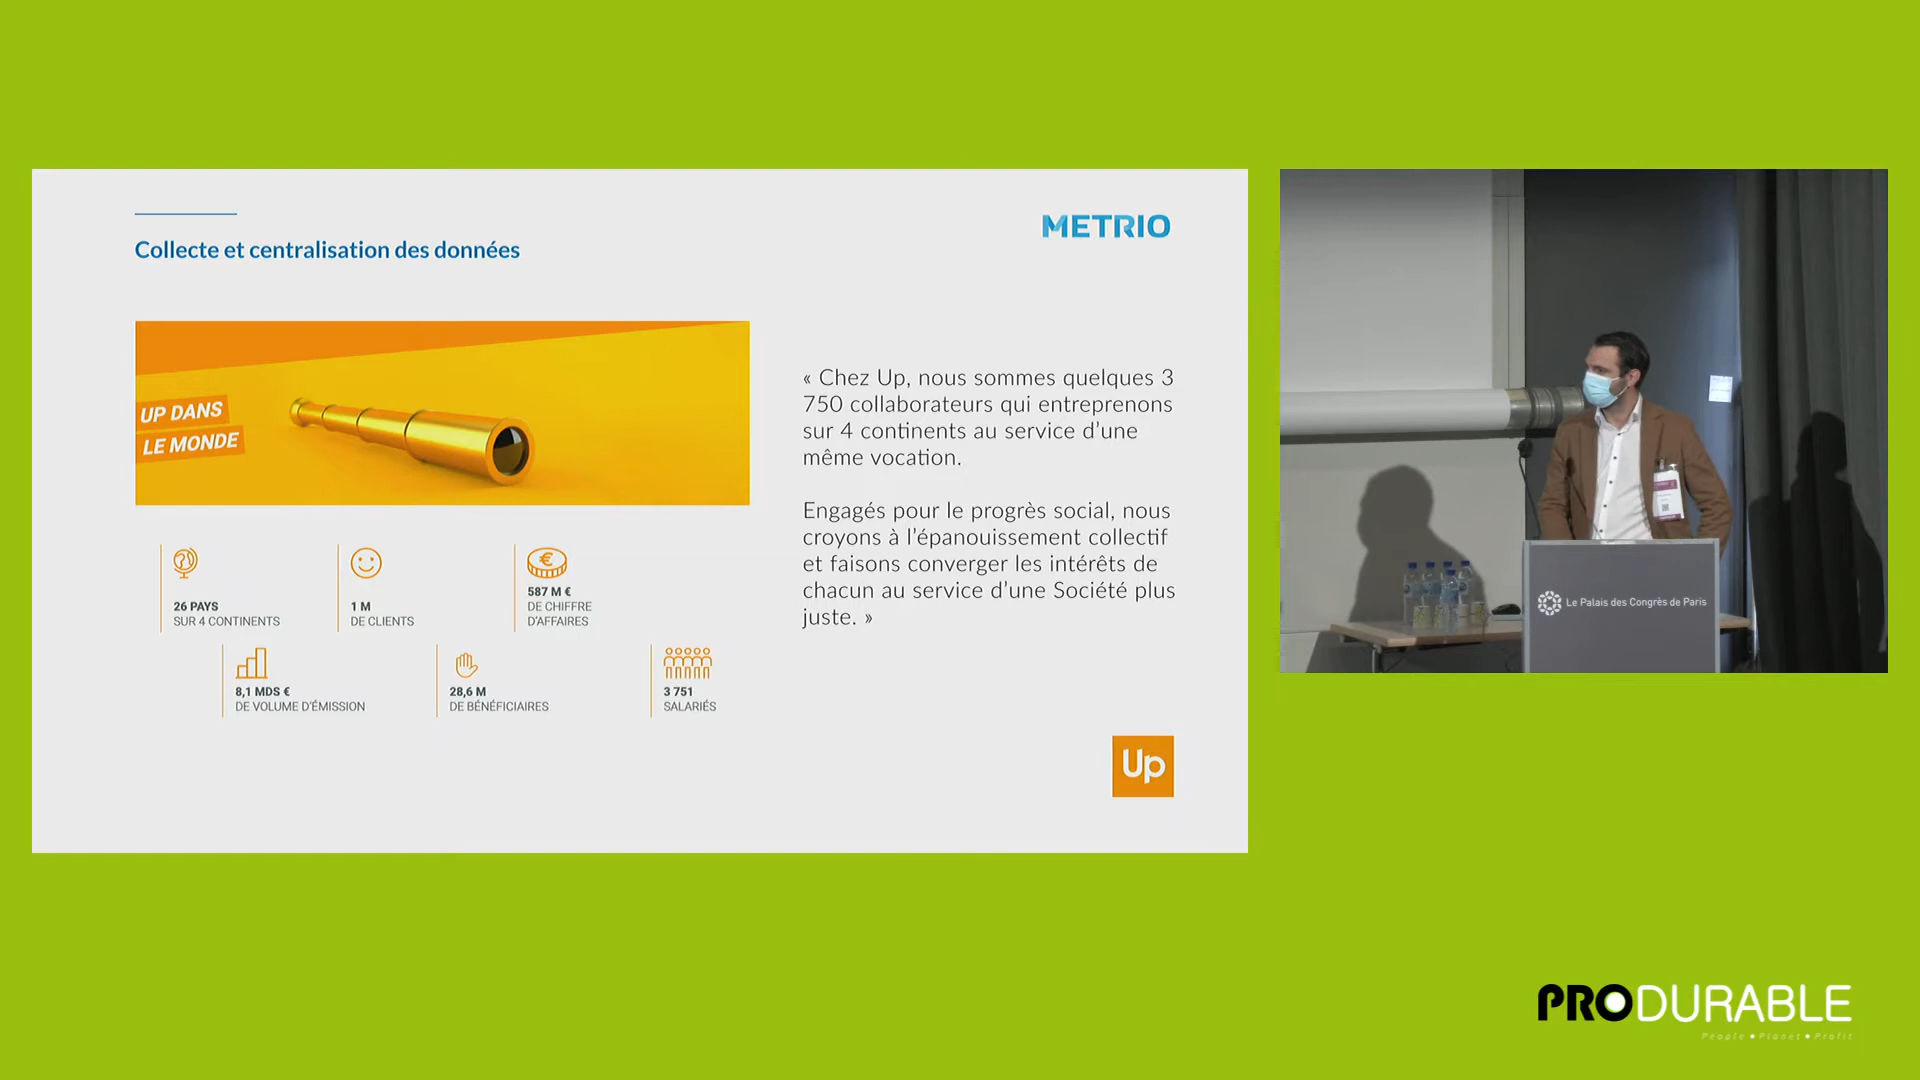 Collecte et centralisation des données
METRIO
UP DANS
LE MONDE
26 PAYS
SUR 4 CONTINENTS
1 M
DE CLIENTS
587 M €
DE CHIFFRE
D'AFFAIRES
8,1 MDS €
DE VOLUME D'ÉMISSION
28,6 M
DE BÉNÉFICIAIRES
3 751
SALARIÉS
« Chez Up, nous sommes quelques 3
750 collaborateurs qui entreprenons
sur 4 continents au service d'une
même vocation.
Engagés pour le progrès social, nous
croyons à l'épanouissement collectif
et faisons converger les intérêts de
chacun au service d'une Société plus
juste. »
Up
Le Palais des Congrès de Paris
PRODURABLE
People • Planet • Profit